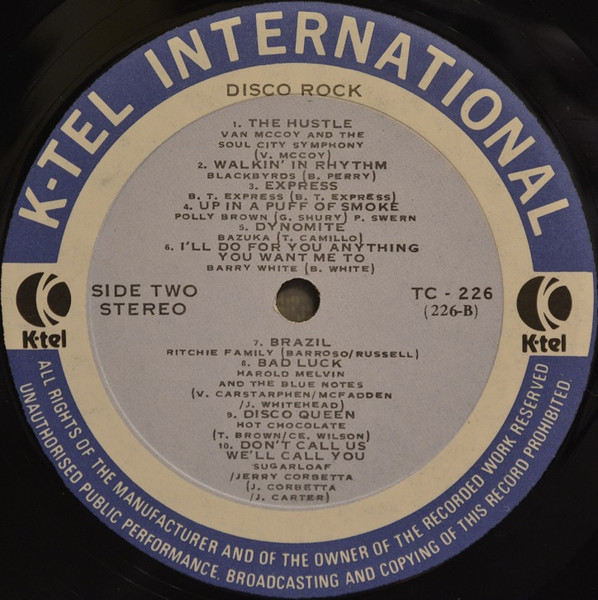 K-TEL INTERNATIONAL
DISCO ROCK
1. THE HUSTLE
VAN MCCOY AND THE
SOUL CITY SYMPHONY
(V. MCCOY)
2. WALKIN' IN RHYTHM
BLACKBYRDS (B. PERRY)
3. EXPRESS
B. T. EXPRESS (B. T. EXPRESS)
4. UP IN A PUFF OF SMOKE
POLLY BROWN (G. SHURY) P. SWERN
5. DYNOMITE
BAZUKA (T. CAMILLO)
6. I'LL DO FOR YOU ANYTHING
YOU WANT ME TO
BARRY WHITE (B. WHITE)
K-tel
SIDE TWO
STEREO
TC - 226
(226-B)
K-tel
7. BRAZIL
RITCHIE FAMILY (BARROSO/RUSSELL)
8. BAD LUCK
HAROLD MELVIN
AND THE BLUE NOTES
(V. CARSTARPHEN/MCFADDEN
/J. WHITEHEAD)
9. DISCO QUEEN
HOT CHOCOLATE
(T. BROWN/CE. WILSON)
10. DON'T CALL US
WE'LL CALL YOU
SUGARLOAF
/JERRY CORBETTA
(J. CORBETTA
/J. CARTER)
ALL RIGHTS OF THE MANUFACTURER AND OF THE OWNER OF THE RECORDED WORK RESERVED
UNAUTHORISED PUBLIC PERFORMANCE. BROADCASTING AND COPYING OF THIS RECORD PROHIBITED.